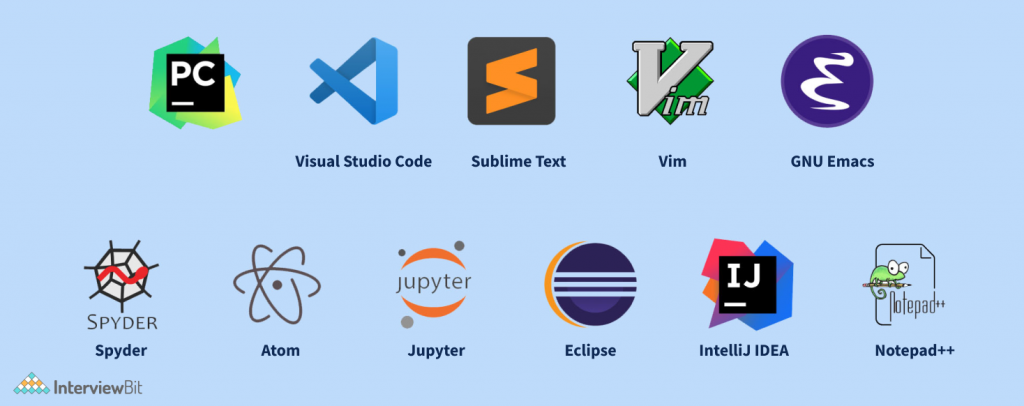 PC
Vim
Visual Studio Code
Sublime Text
Vim
GNU Emacs
SPYDER
jupyter
IJ
Notepad++
Spyder
Atom
Jupyter
Eclipse
IntelliJ IDEA
Notepad++
InterviewBit